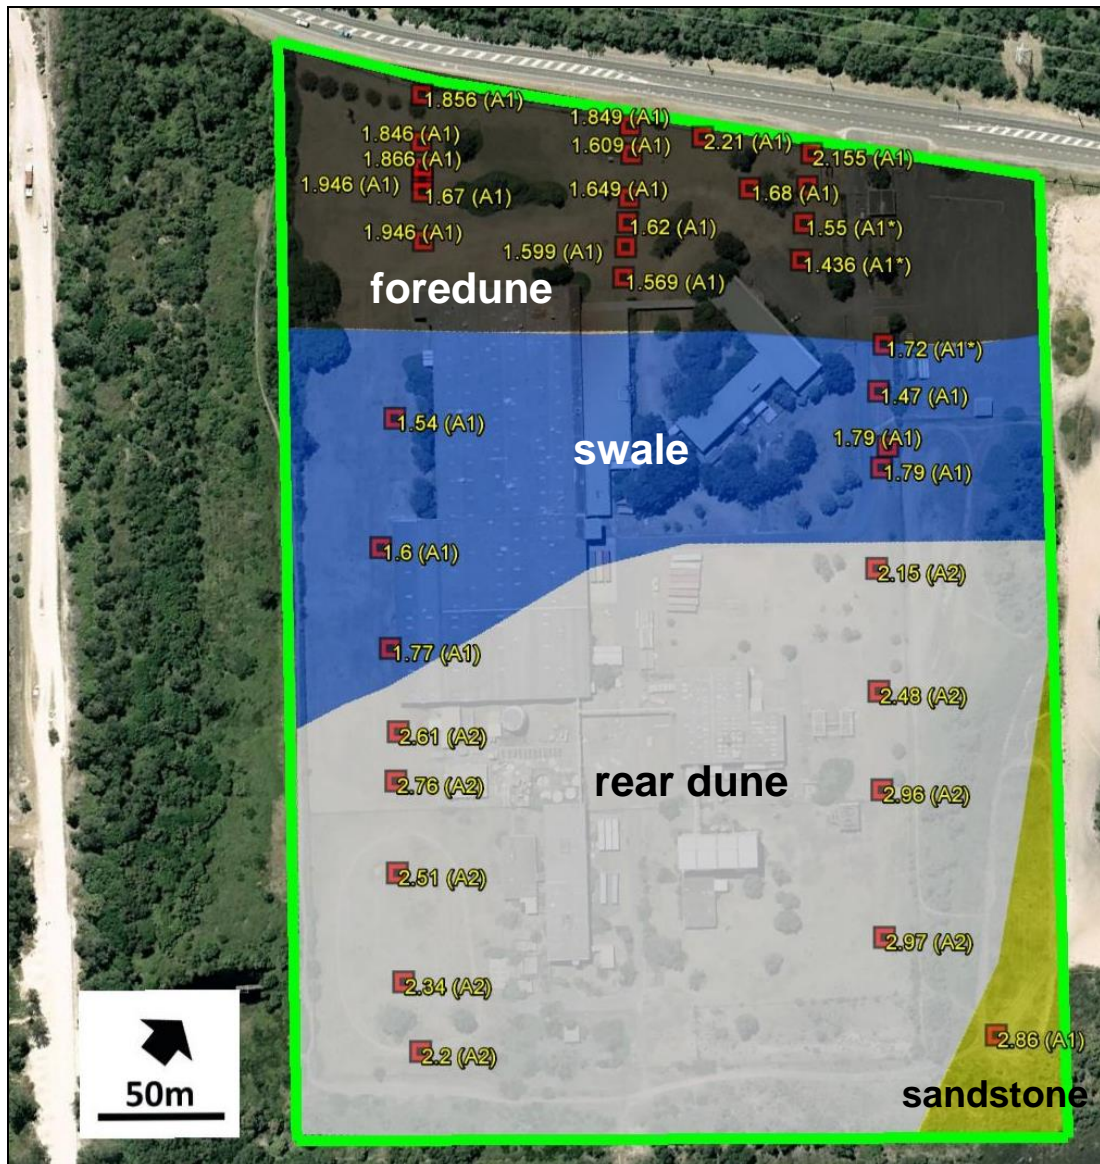 1.856 (A1)
1.849 (A1)
1.846 (A1)
2.21 (A1)
1.609 (A1)
2.155 (A1)
1.866 (A1)
1.946 (A1)
1.67 (A1)
1.649 (A1)
1.68 (A1)
1.62 (A1)
1.55 (A1*)
1.946 (A1)
1.599 (A1)
1.436 (A1*)
1.569 (A1)
foredune
1.72 (A1*)
1.47 (A1)
1.54 (A1)
1.79 (A1)
swale
1.79 (A1)
1.6 (A1)
2.15 (A2)
1.77 (A1)
2.48 (A2)
2.61 (A2)
2.76 (A2)
rear dune
2.96 (A2)
2.51 (A2)
2.97 (A2)
2.34 (A2)
2.86 (A1)
2.2 (A2)
sandstone
50m